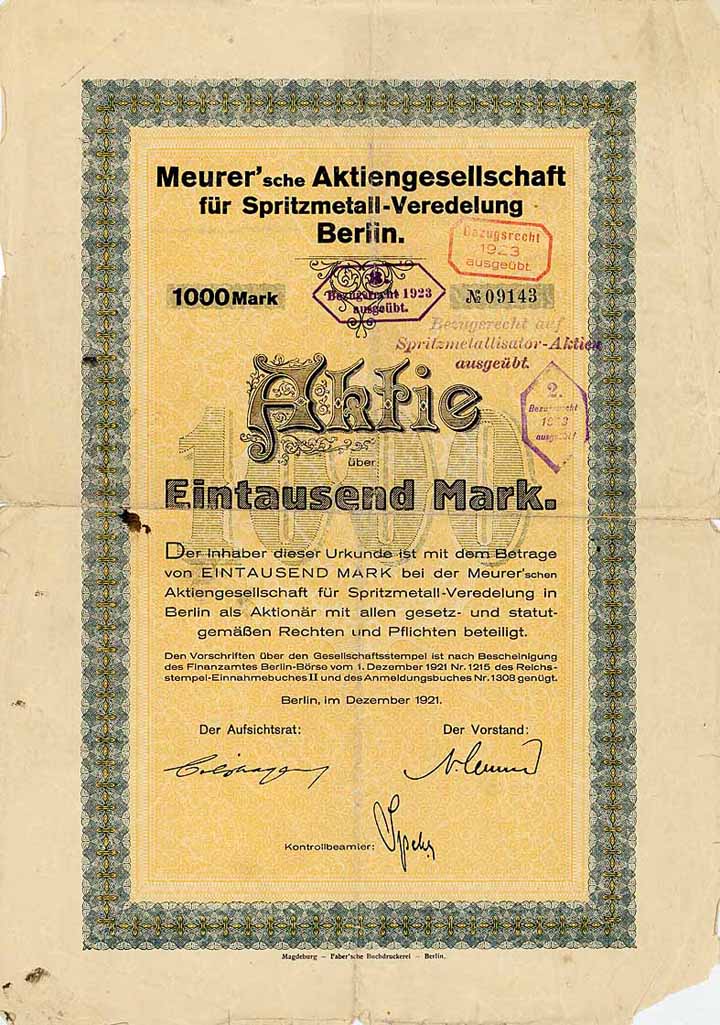 Meurer'sche Aktiengesellschaft
für Spritzmetall-Veredelung
Berlin.
Bezugsrecht
1923
ausgeübt.
1000 Mark
3.
Bezugsrecht 1923
ausgeübt.
№ 09143
Bezugsrecht auf
Spritzmetallisator-Aktien
ausgeübt.
Aktie
2.
Bezugsrecht
1923
ausgeübt
1000
über
Eintausend Mark.
Der Inhaber dieser Urkunde ist mit dem Betrage
von EINTAUSEND MARK bei der Meurer'schen
Aktiengesellschaft für Spritzmetall-Veredelung in
Berlin als Aktionär mit allen gesetz- und statut-
gemäßen Rechten und Pflichten beteiligt.
Den Vorschriften über den Gesellschaftsstempel ist nach Bescheinigung
des Finanzamtes Berlin-Börse vom 1. Dezember 1921 Nr. 1215 des Reichs-
stempel-Einnahmebuches II und des Anmeldungsbuches Nr. 1308 genügt.
Berlin, im Dezember 1921.
Der Aufsichtsrat:
Der Vorstand:
Kontrollbeamter:
Magdeburg – Faber'sche Buchdruckerei – Berlin.